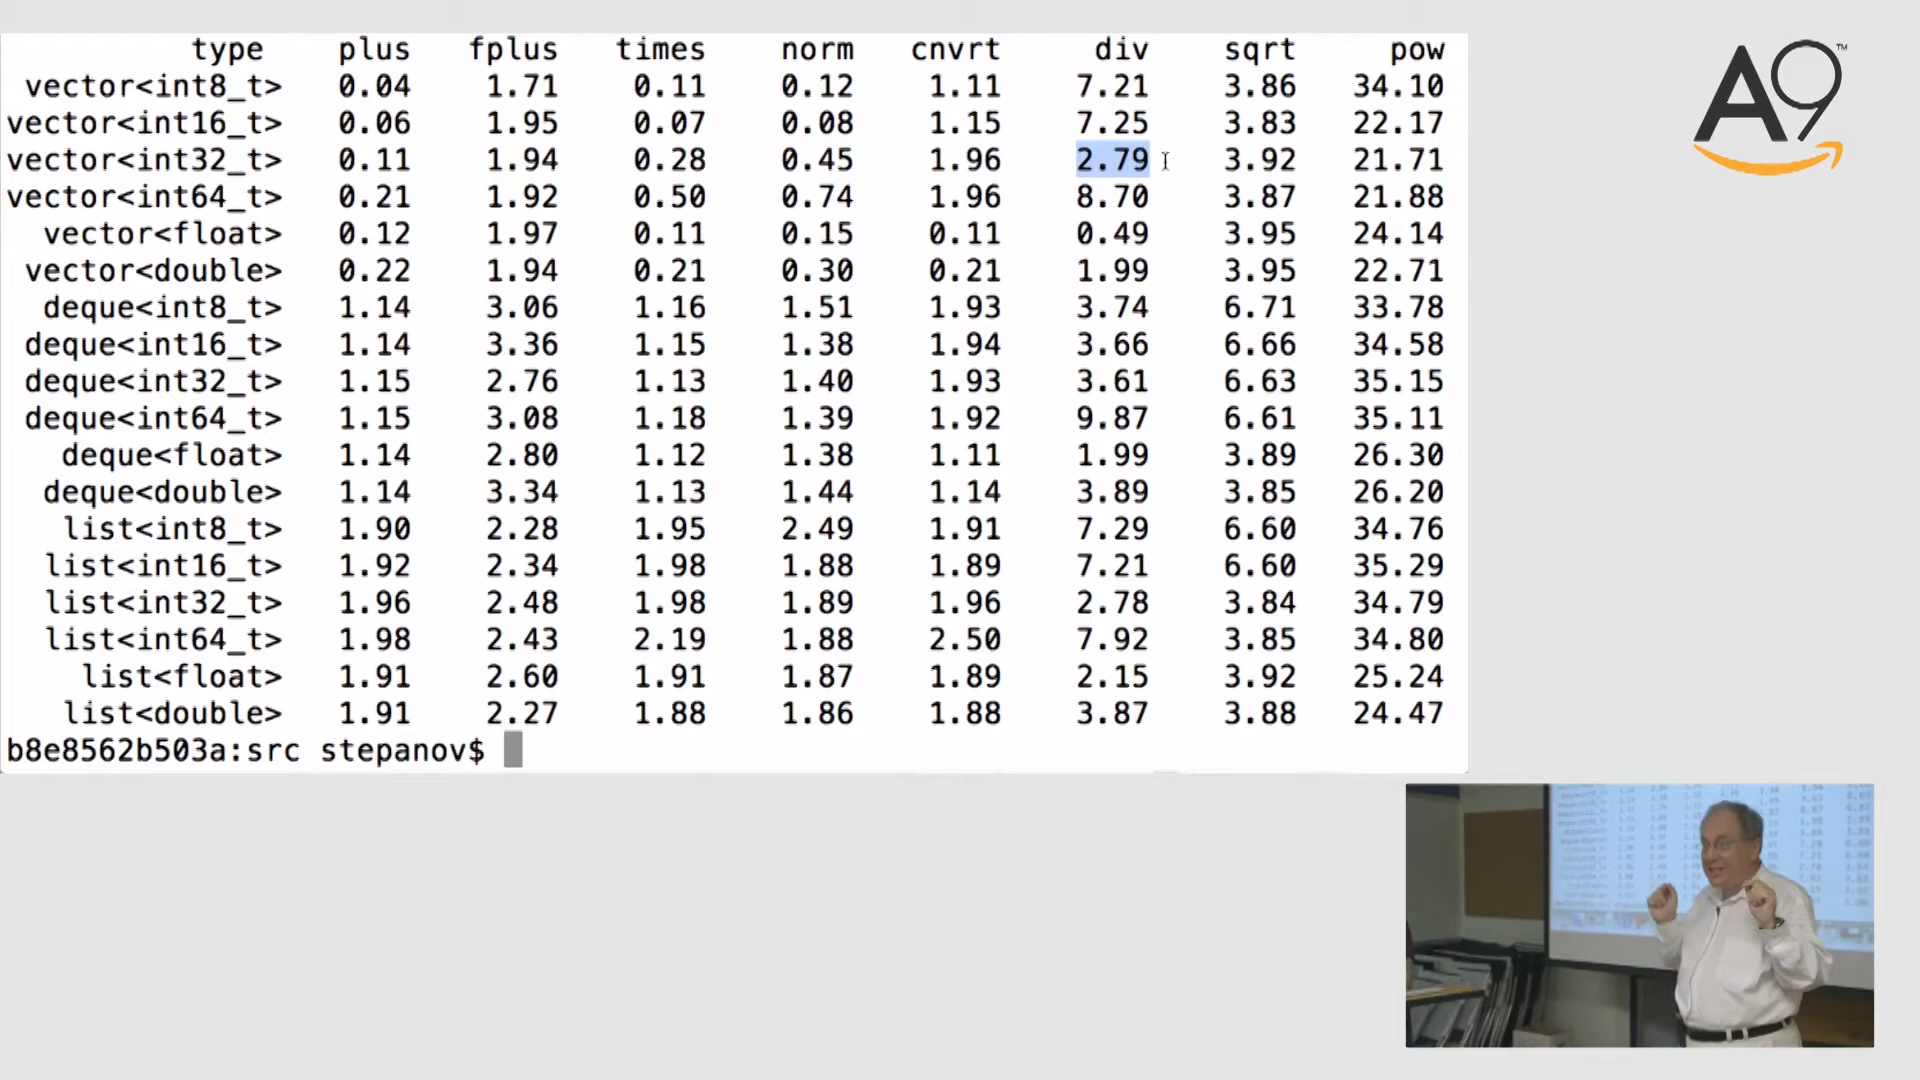 type plus fplus times norm cnvrt div sqrt pow
vector<int8_t> 0.04 1.71 0.11 0.12 1.11 7.21 3.86 34.10
vector<int16_t> 0.06 1.95 0.07 0.08 1.15 7.25 3.83 22.17
vector<int32_t> 0.11 1.94 0.28 0.45 1.96 2.79 3.92 21.71
vector<int64_t> 0.21 1.92 0.50 0.74 1.96 8.70 3.87 21.88
vector<float> 0.12 1.97 0.11 0.15 0.11 0.49 3.95 24.14
vector<double> 0.22 1.94 0.21 0.30 0.21 1.99 3.95 22.71
deque<int8_t> 1.14 3.06 1.16 1.51 1.93 3.74 6.71 33.78
deque<int16_t> 1.14 3.36 1.15 1.38 1.94 3.66 6.66 34.58
deque<int32_t> 1.15 2.76 1.13 1.40 1.93 3.61 6.63 35.15
deque<int64_t> 1.15 3.08 1.18 1.39 1.92 9.87 6.61 35.11
deque<float> 1.14 2.80 1.12 1.38 1.11 1.99 3.89 26.30
deque<double> 1.14 3.34 1.13 1.44 1.14 3.89 3.85 26.20
list<int8_t> 1.90 2.28 1.95 2.49 1.91 7.29 6.60 34.76
list<int16_t> 1.92 2.34 1.98 1.88 1.89 7.21 6.60 35.29
list<int32_t> 1.96 2.48 1.98 1.89 1.96 2.78 3.84 34.79
list<int64_t> 1.98 2.43 2.19 1.88 2.50 7.92 3.85 34.80
list<float> 1.91 2.60 1.91 1.87 1.89 2.15 3.92 25.24
list<double> 1.91 2.27 1.88 1.86 1.88 3.87 3.88 24.47
b8e8562b503a:src stepanov$
A9™